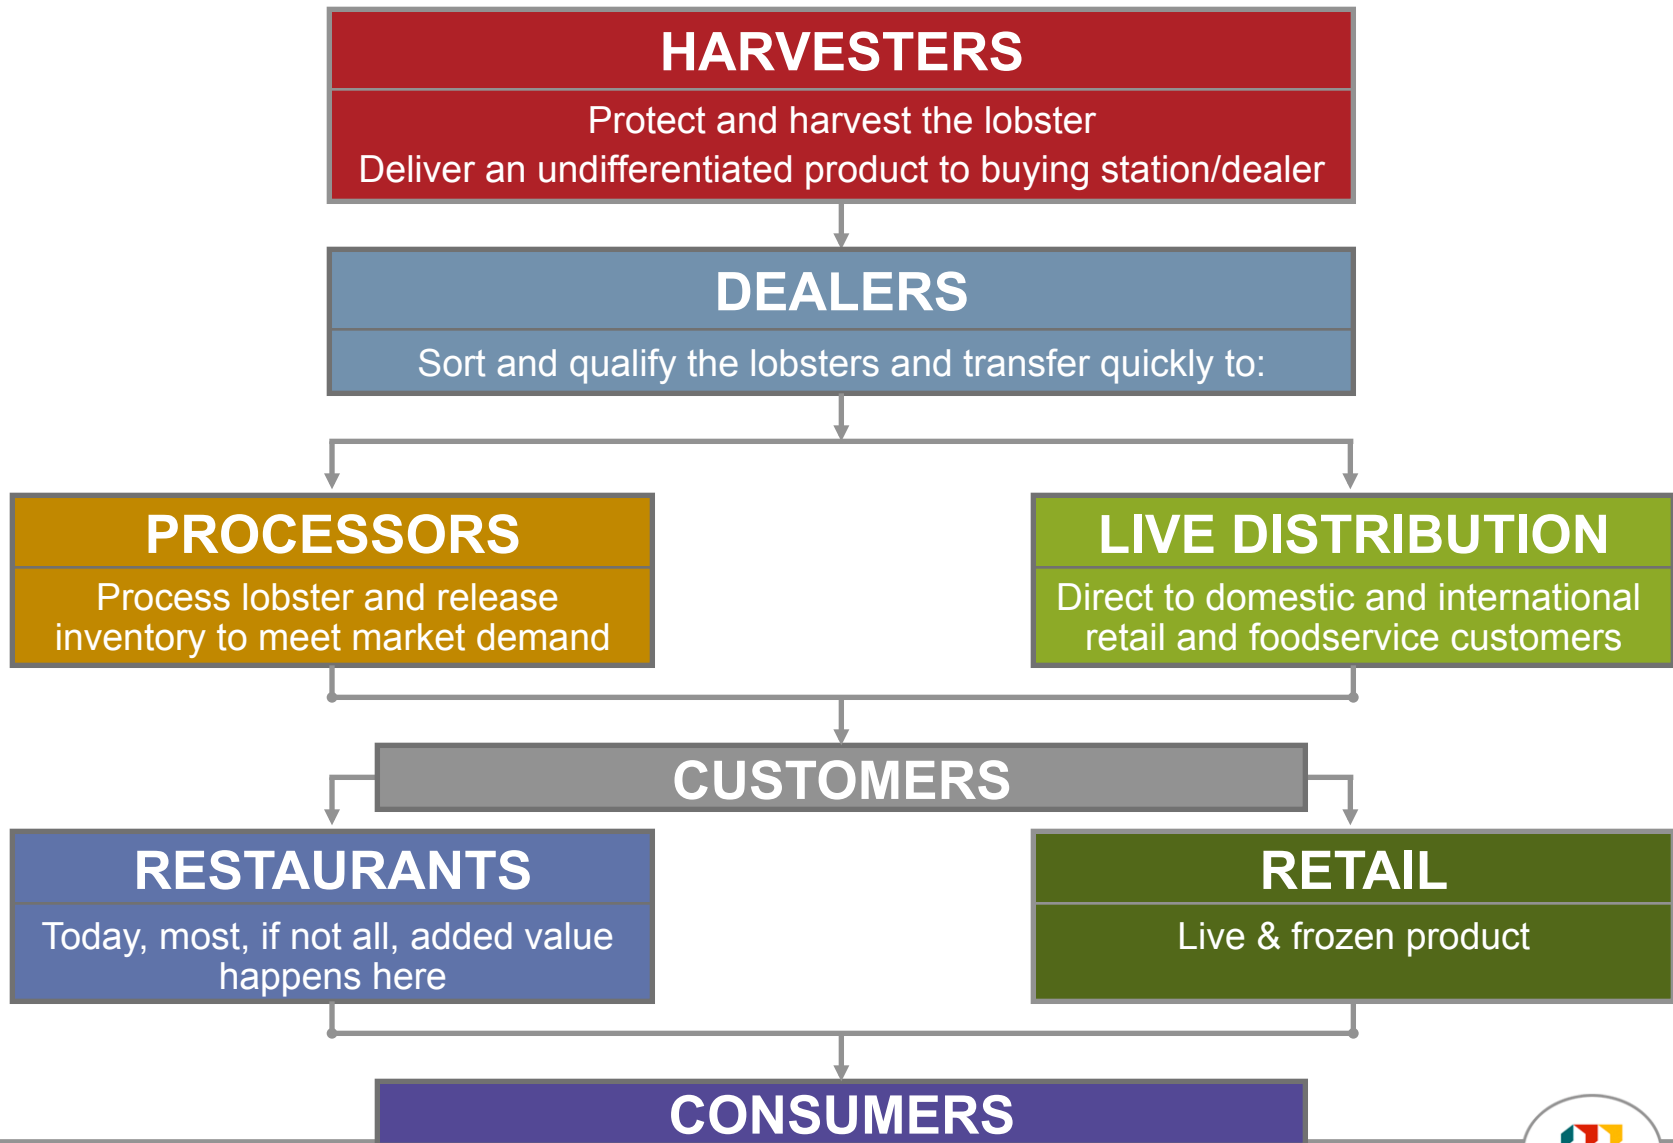 HARVESTERS
Protect and harvest the lobster
Deliver an undifferentiated product to buying station/dealer
DEALERS
Sort and qualify the lobsters and transfer quickly to:
PROCESSORS
Process lobster and release
inventory to meet market demand
LIVE DISTRIBUTION
Direct to domestic and international
retail and foodservice customers
CUSTOMERS
RESTAURANTS
Today, most, if not all, added value
happens here
RETAIL
Live & frozen product
CONSUMERS